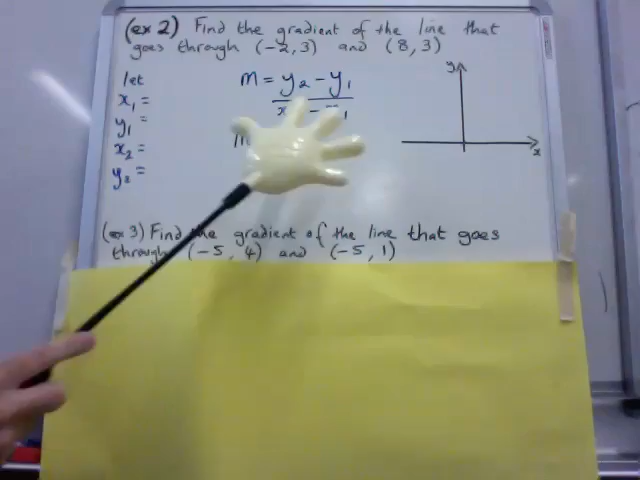 (ex 2) Find the gradient of the line that
goes through (-2,3) and (8,3)
let
x₁ =
y₁ =
x₂ =
y₂ =
m = y₂ - y₁
y
x
(ex 3) Find the gradient of the line that goes
through (-5, 4) and (-5, 1)